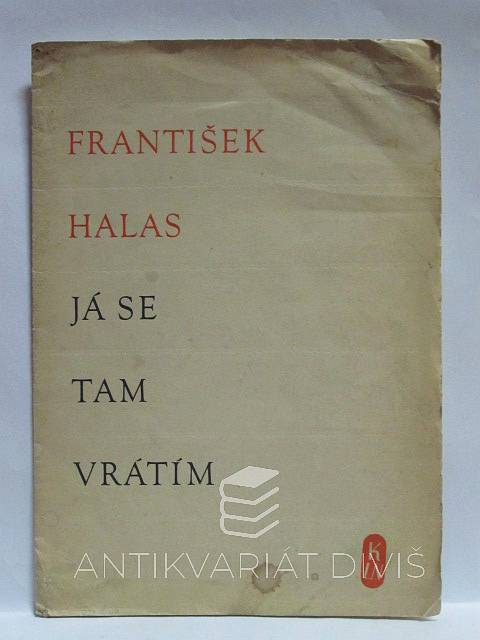 FRANTIŠEK
HALAS
JÁ SE
TAM
VRÁTÍM
ANTIKVARIÁT DIVIŠ